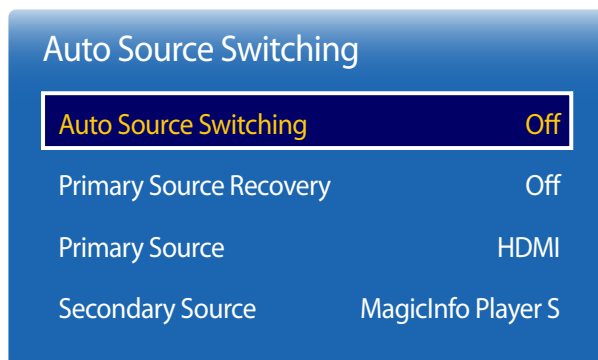 Auto Source Switching
Auto Source Switching Off
Primary Source Recovery Off
Primary Source HDMI
Secondary Source MagicInfo Player S